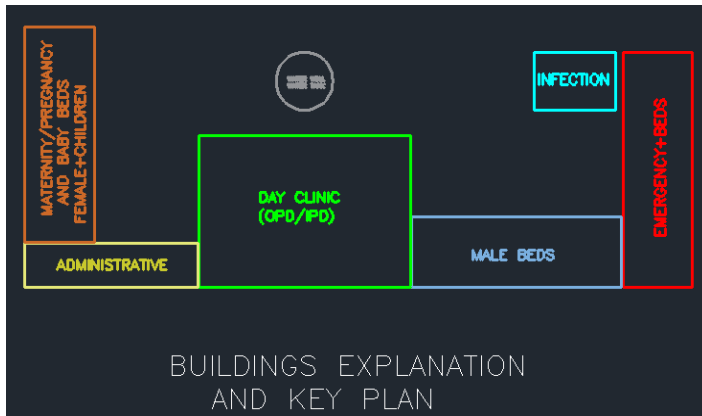 MATERNITY/PREGNANCY
AND BABY BEDS
FEMALE+CHILDREN
INFECTION
EMERGENCY+BEDS
DAY CLINIC
(OPD/IPD)
MALE BEDS
ADMINISTRATIVE
BUILDINGS EXPLANATION
AND KEY PLAN